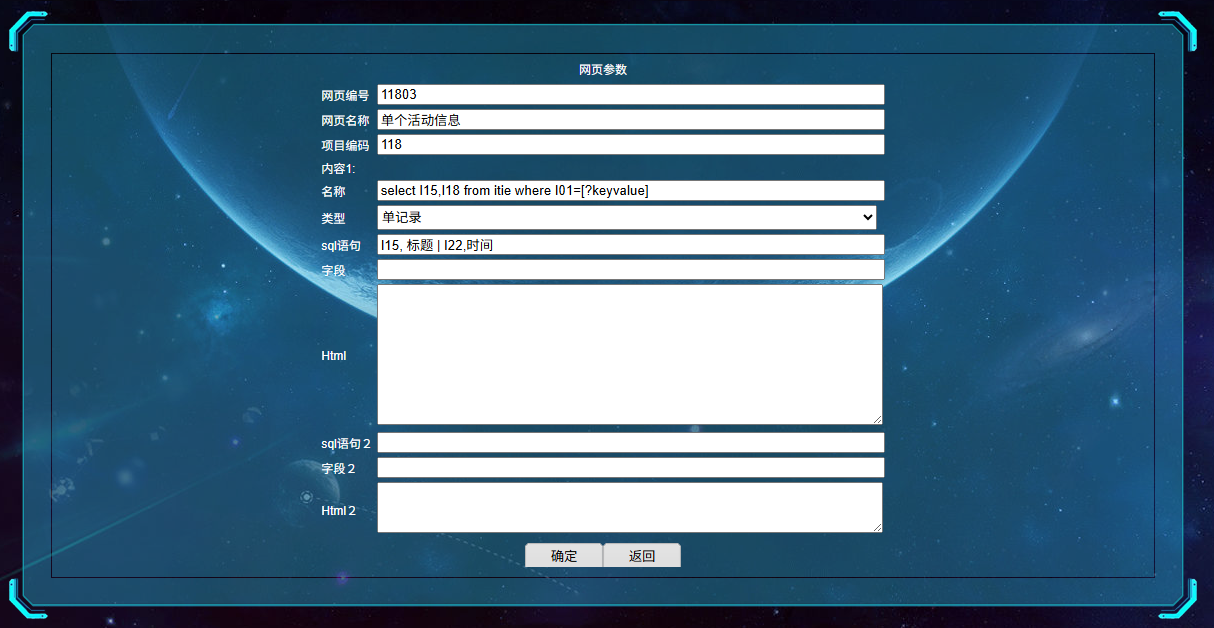 网页参数
网页编号 11803
网页名称 单个活动信息
项目编码 118
内容1:
名称 select I15,I18 from itie where I01=[?keyvalue]
类型 单记录
sql语句 I15, 标题 | I22,时间
字段
Html
sql语句２
字段２
Html２
确定 返回